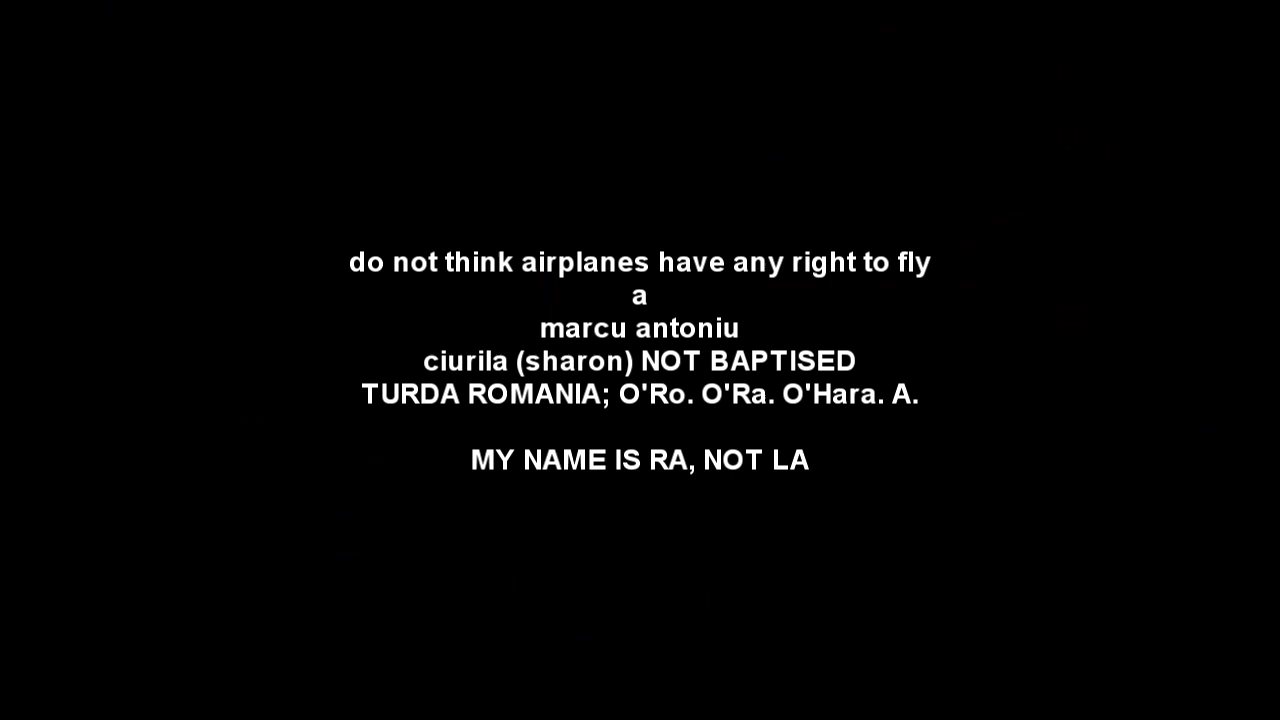 do not think airplanes have any right to fly
a
marcu antoniu
ciurila (sharon) NOT BAPTISED
TURDA ROMANIA; O'Ro. O'Ra. O'Hara. A.
MY NAME IS RA, NOT LA